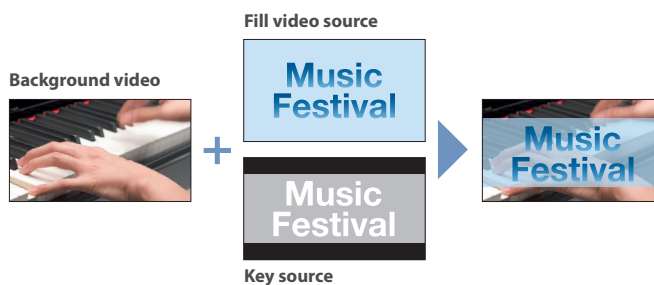 Fill video source
Background video
Music
Festival
+
Music
Festival
Music
Festival
Key source